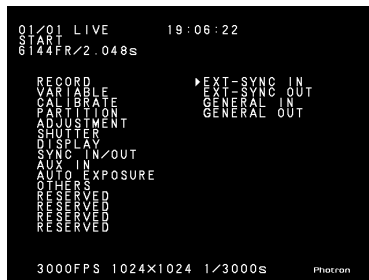 01/01 LIVE 19:06:22
START
6144FR/2.048s
RECORD
VARIABLE
CALIBRATE
PARTITION
ADJUSTMENT
SHUTTER
DISPLAY
SYNC IN/OUT
AUX IN
AUTO EXPOSURE
OTHERS
RESERVED
RESERVED
RESERVED
RESERVED
▶EXT-SYNC IN
EXT-SYNC OUT
GENERAL IN
GENERAL OUT
3000FPS 1024×1024 1/3000s Photron